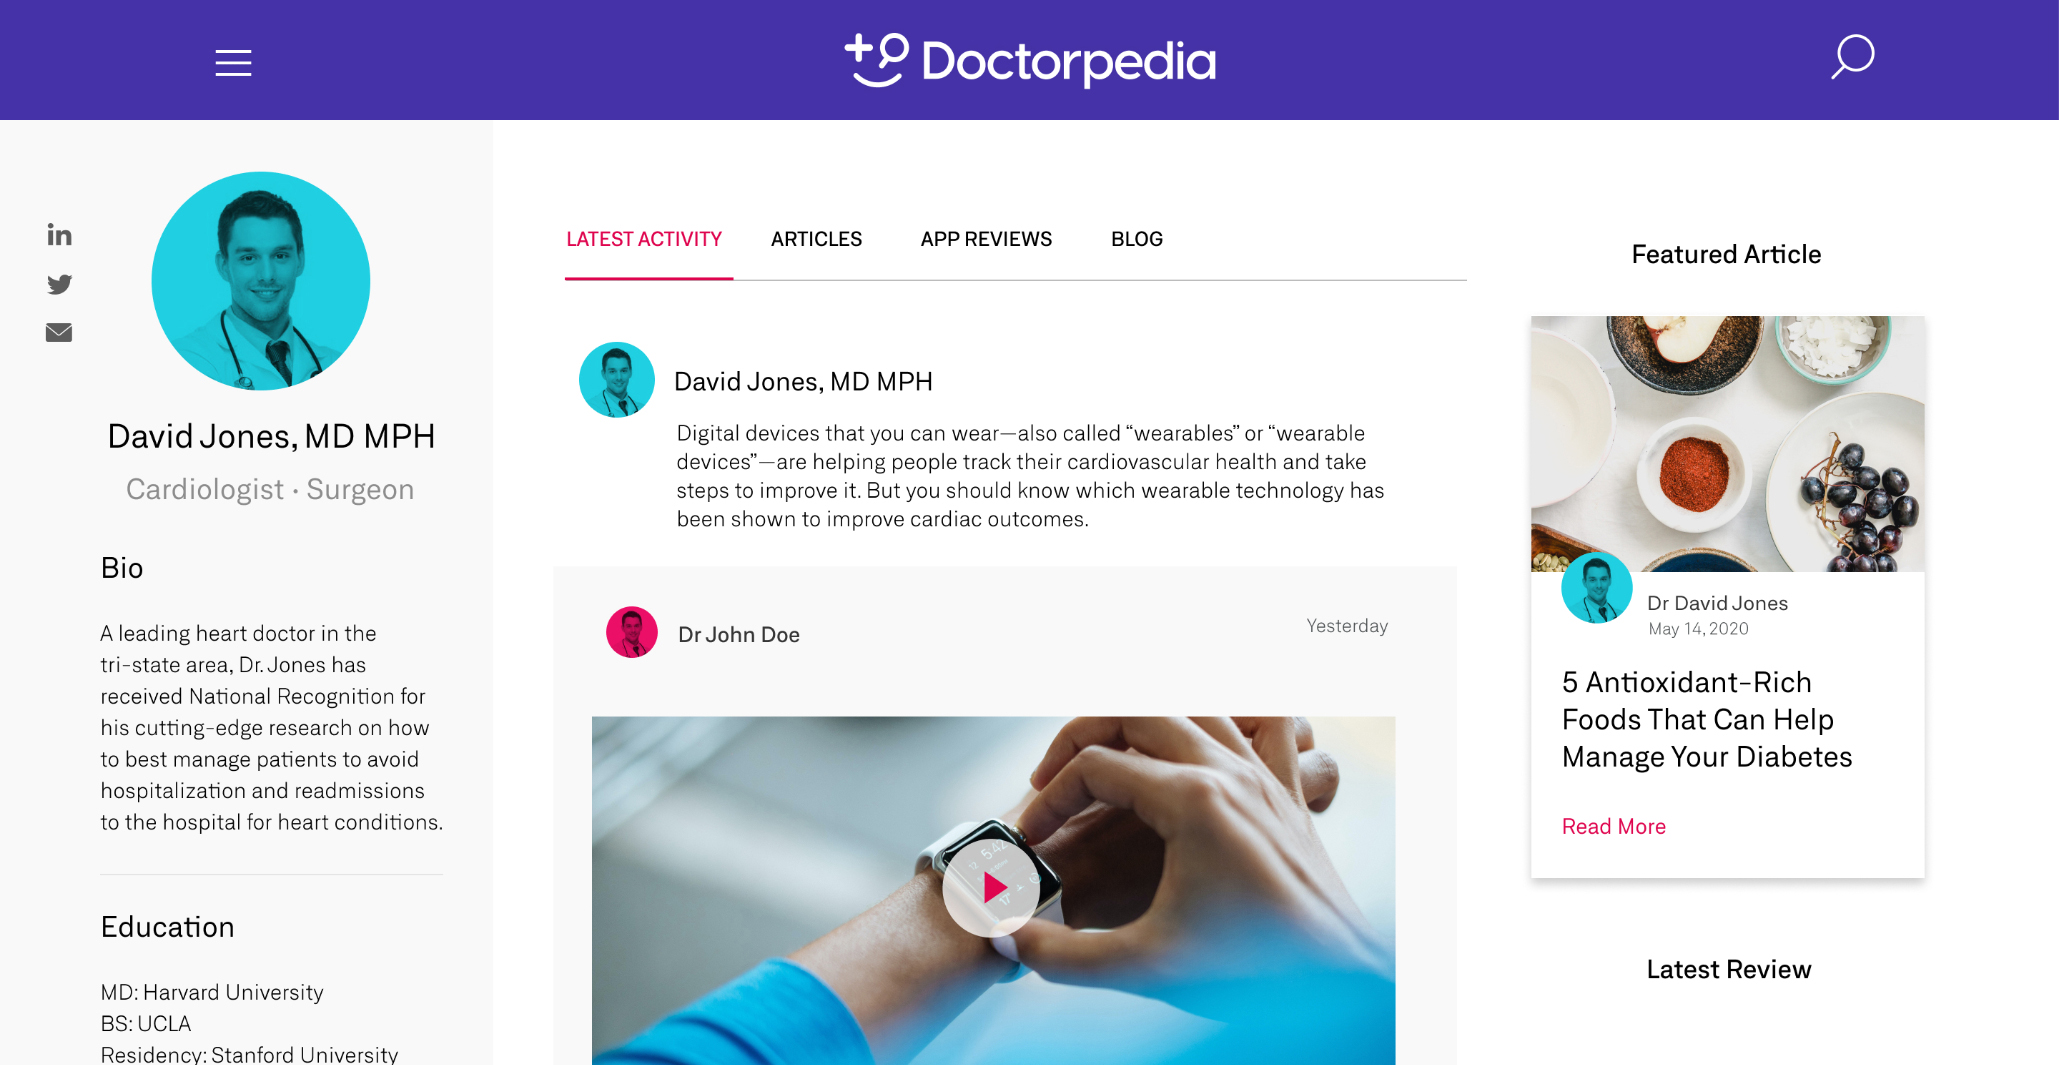 Doctorpedia
in
David Jones, MD MPH
Cardiologist · Surgeon
Bio
A leading heart doctor in the
tri-state area, Dr. Jones has
received National Recognition for
his cutting-edge research on how
to best manage patients to avoid
hospitalization and readmissions
to the hospital for heart conditions.
Education
MD: Harvard University
BS: UCLA
Residency: Stanford University
LATEST ACTIVITY
ARTICLES
APP REVIEWS
BLOG
David Jones, MD MPH
Digital devices that you can wear—also called “wearables” or “wearable
devices”—are helping people track their cardiovascular health and take
steps to improve it. But you should know which wearable technology has
been shown to improve cardiac outcomes.
Dr John Doe
Yesterday
12
5:42
17
Featured Article
Dr David Jones
May 14, 2020
5 Antioxidant-Rich
Foods That Can Help
Manage Your Diabetes
Read More
Latest Review